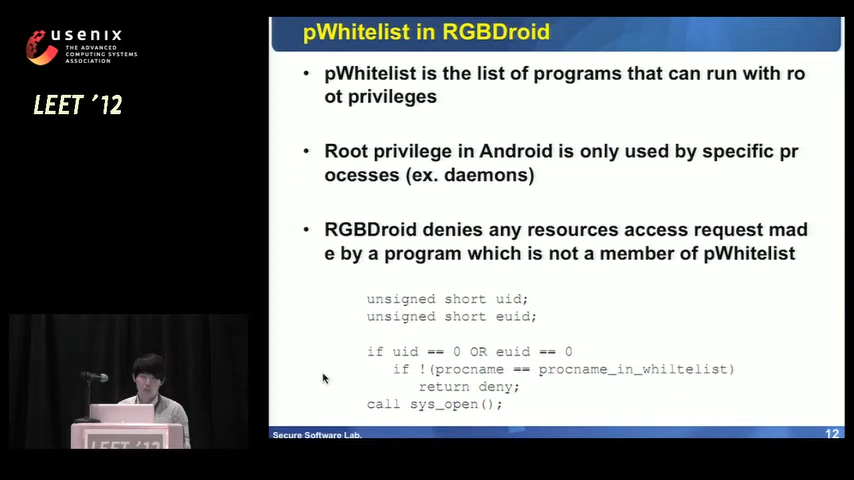 usenix
THE ADVANCED
COMPUTING SYSTEMS
ASSOCIATION
LEET '12
pWhitelist in RGBDroid
• pWhitelist is the list of programs that can run with ro
ot privileges
• Root privilege in Android is only used by specific pr
ocesses (ex. daemons)
• RGBDroid denies any resources access request mad
e by a program which is not a member of pWhitelist
unsigned short uid;
unsigned short euid;
if uid == 0 OR euid == 0
if !(procname == procname_in_whiltelist)
return deny;
call sys_open();
LEET '12
Secure Software Lab.
12